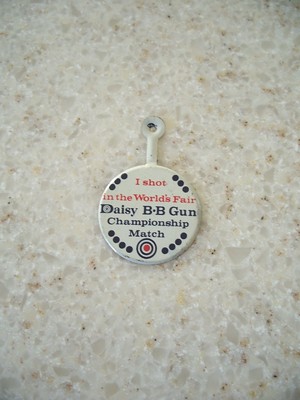 I shot
in the World's Fair
Daisy B·B Gun
Championship
Match